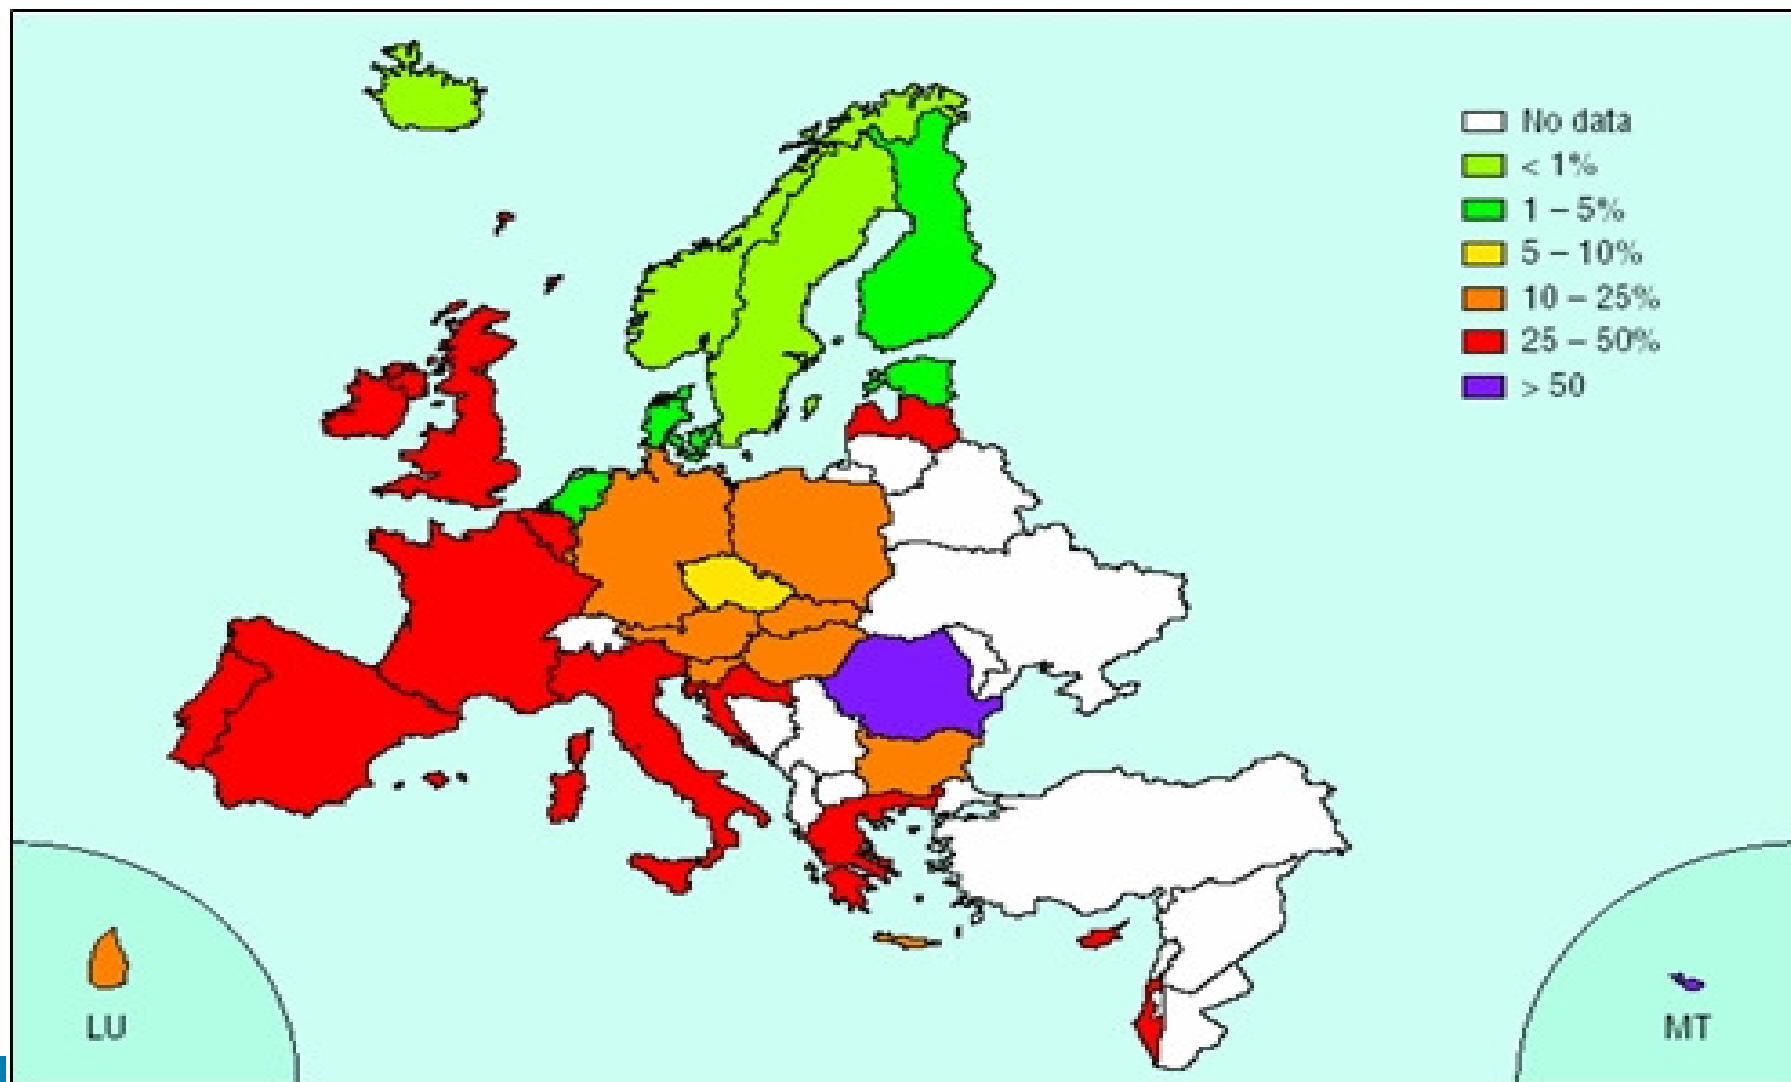 No data
< 1%
1 – 5%
5 – 10%
10 – 25%
25 – 50%
> 50
LU
MT